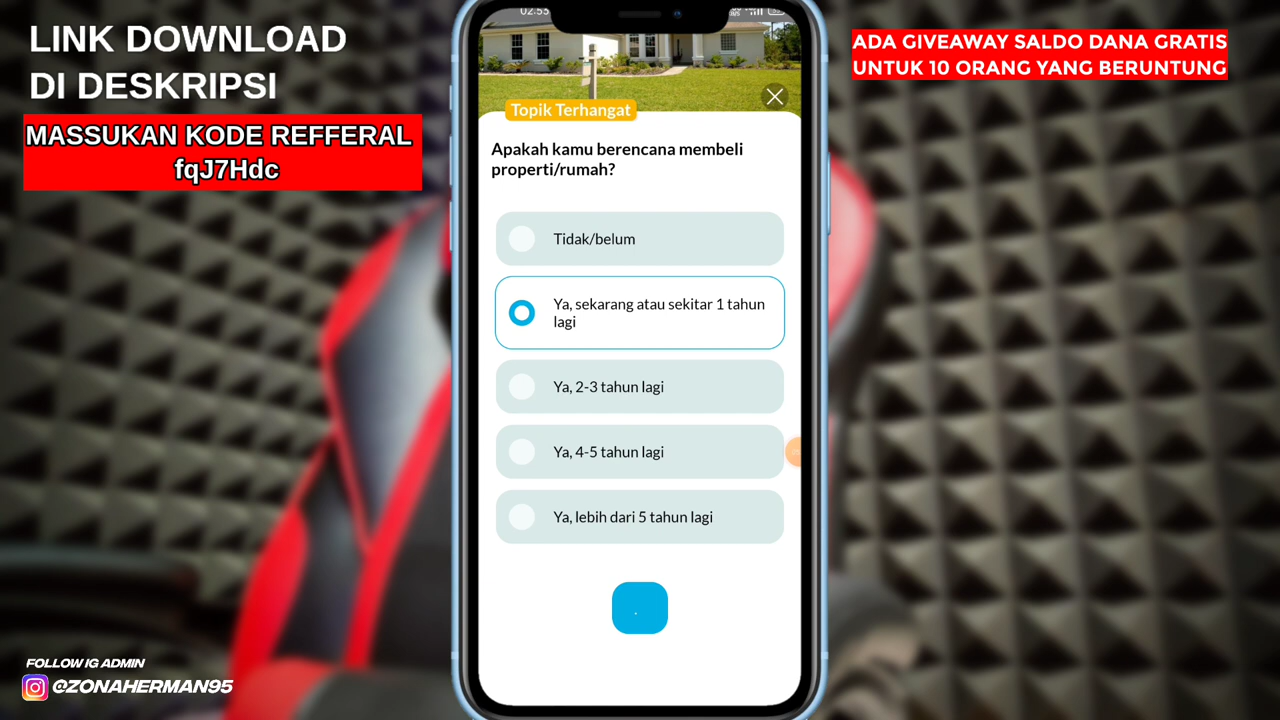 LINK DOWNLOAD
DI DESKRIPSI
MASSUKAN KODE REFFERAL
fqJ7Hdc
ADA GIVEAWAY SALDO DANA GRATIS
UNTUK 10 ORANG YANG BERUNTUNG
02.53
Topik Terhangat
Apakah kamu berencana membeli
properti/rumah?
Tidak/belum
Ya, sekarang atau sekitar 1 tahun
lagi
Ya, 2-3 tahun lagi
Ya, 4-5 tahun lagi
Ya, lebih dari 5 tahun lagi
FOLLOW IG ADMIN
@ZONAHERMAN95